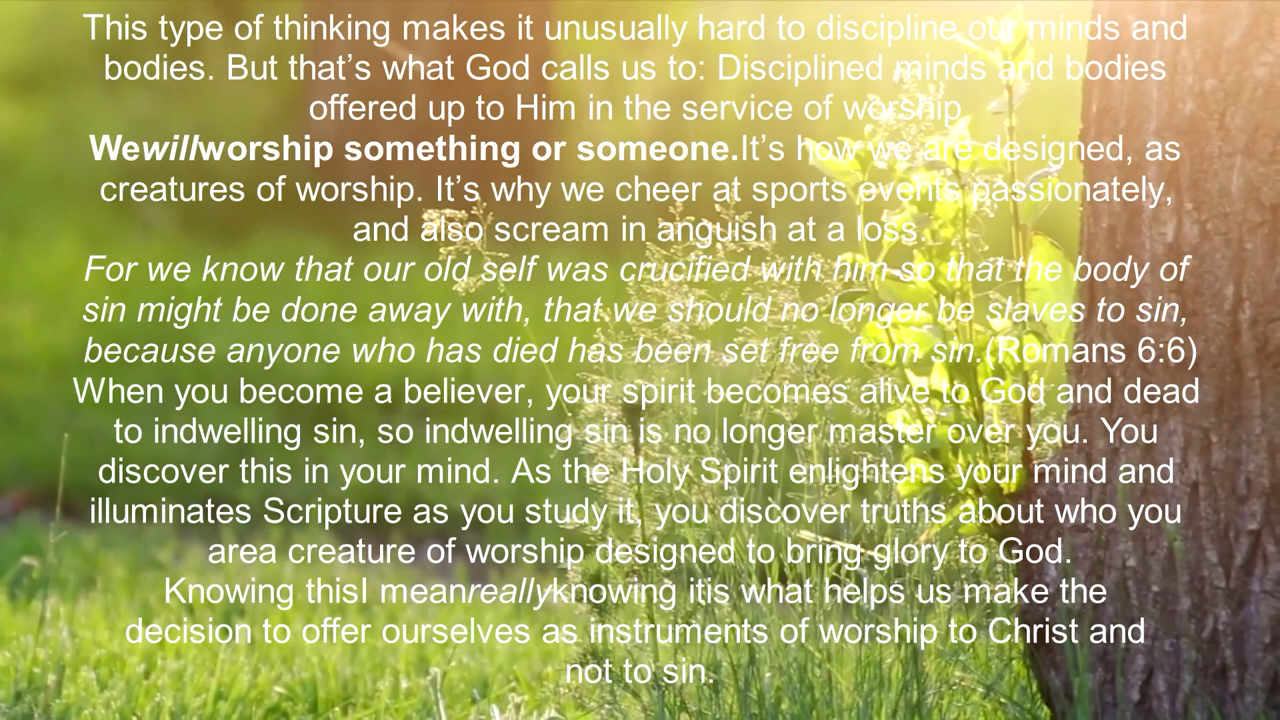 This type of thinking makes it unusually hard to discipline our minds and
bodies. But that’s what God calls us to: Disciplined minds and bodies
offered up to Him in the service of worship
Wewillworship something or someone.It’s how we are designed, as
creatures of worship. It’s why we cheer at sports events passionately,
and also scream in anguish at a loss.
For we know that our old self was crucified with him so that the body of
sin might be done away with, that we should no longer be slaves to sin,
because anyone who has died has been set free from sin.(Romans 6:6)
When you become a believer, your spirit becomes alive to God and dead
to indwelling sin, so indwelling sin is no longer master over you. You
discover this in your mind. As the Holy Spirit enlightens your mind and
illuminates Scripture as you study it, you discover truths about who you
area creature of worship designed to bring glory to God.
Knowing thisI meanreallyknowing itis what helps us make the
decision to offer ourselves as instruments of worship to Christ and
not to sin.